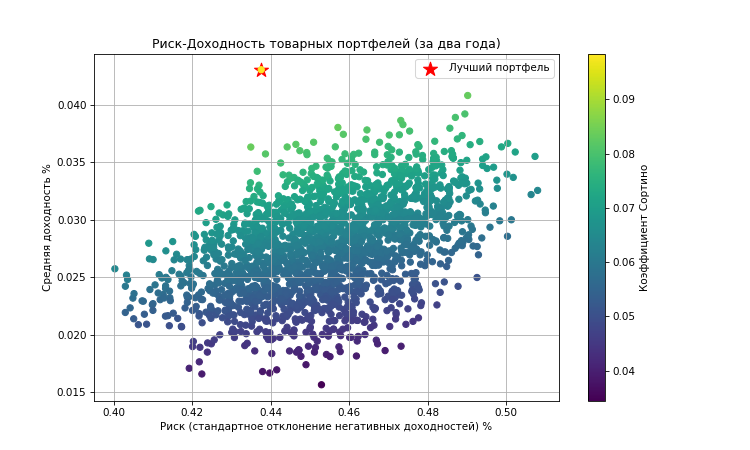 Риск-Доходность товарных портфелей (за два года)
Лучший портфель
Средняя доходность %
0.040
0.035
0.030
0.025
0.020
0.015
0.40 0.42 0.44 0.46 0.48 0.50
Риск (стандартное отклонение негативных доходностей) %
0.09
0.08
0.07
0.06
0.05
0.04
Коэффициент Сортино